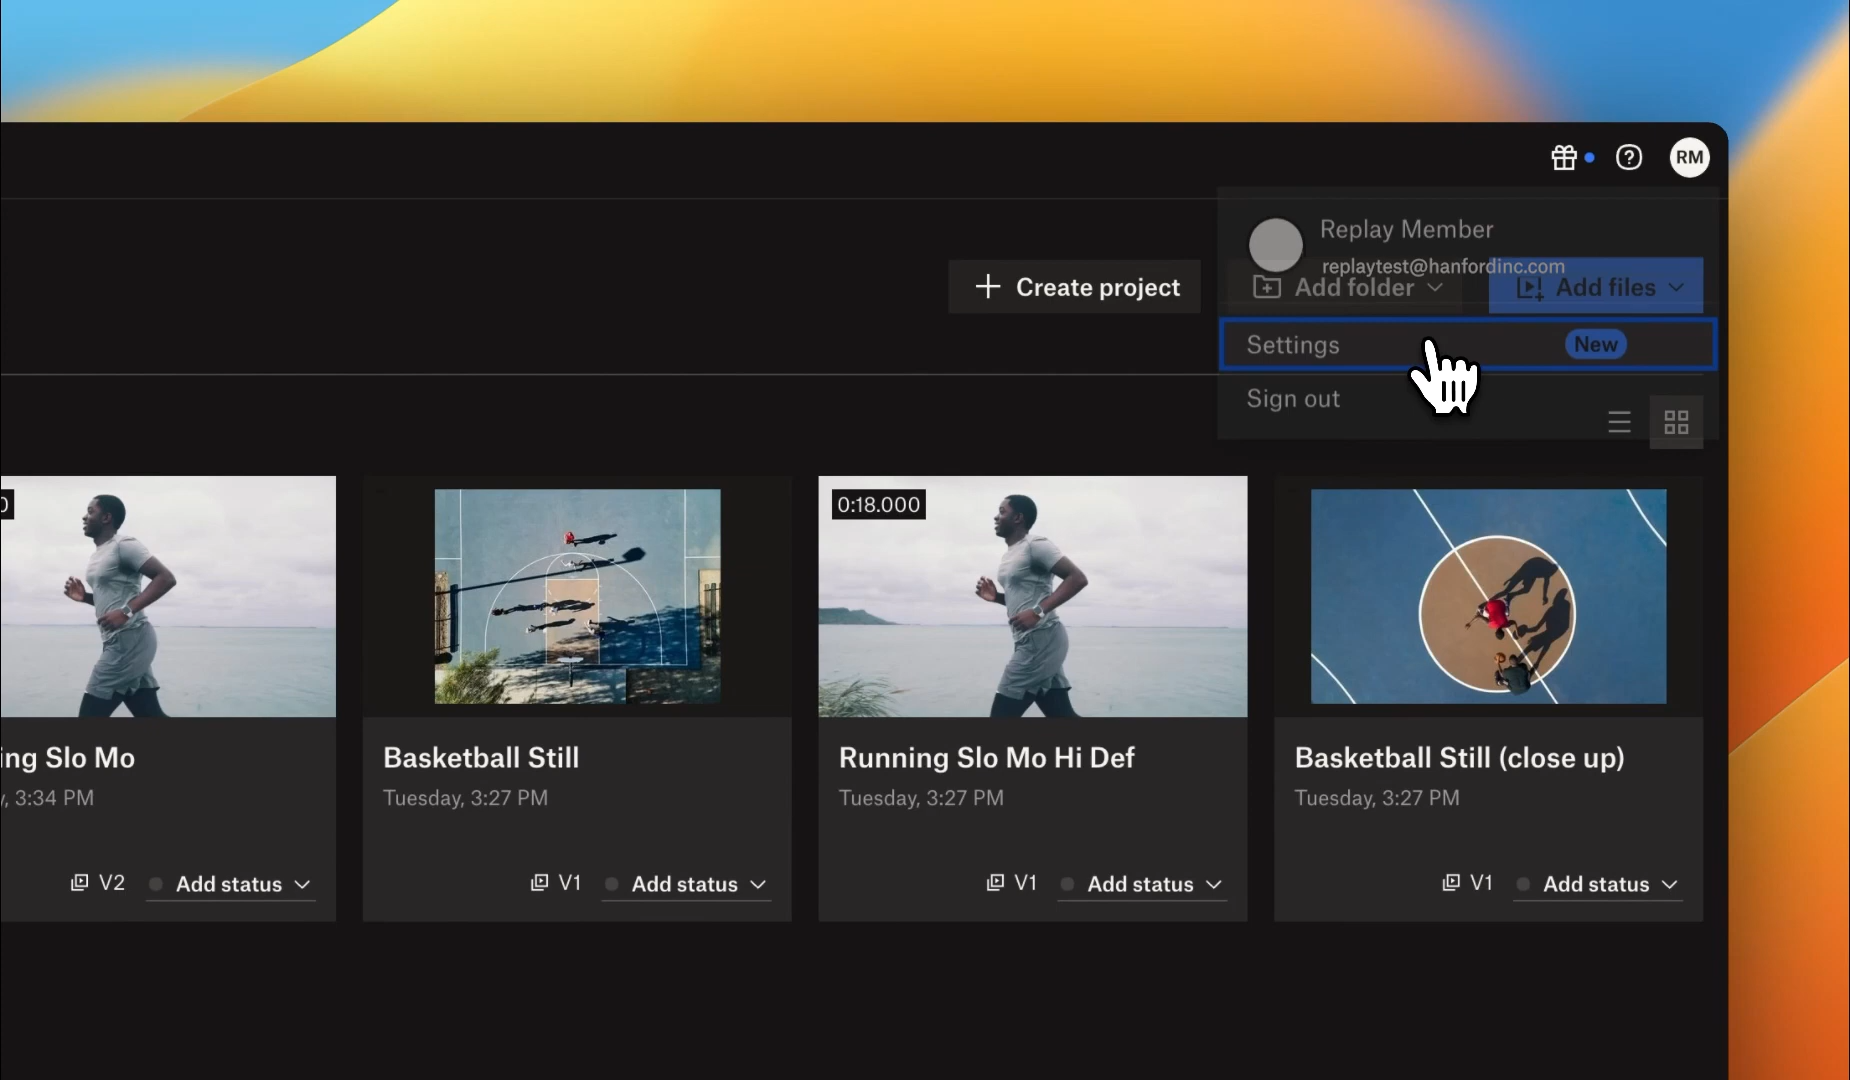 RM
Replay Member
replaytest@hanfordinc.com
Create project
Add folder
Add files
Settings
New
Sign out
0
0:18.000
ing Slo Mo
Basketball Still
Running Slo Mo Hi Def
Basketball Still (close up)
, 3:34 PM
Tuesday, 3:27 PM
Tuesday, 3:27 PM
Tuesday, 3:27 PM
V2
Add status
V1
Add status
V1
Add status
V1
Add status